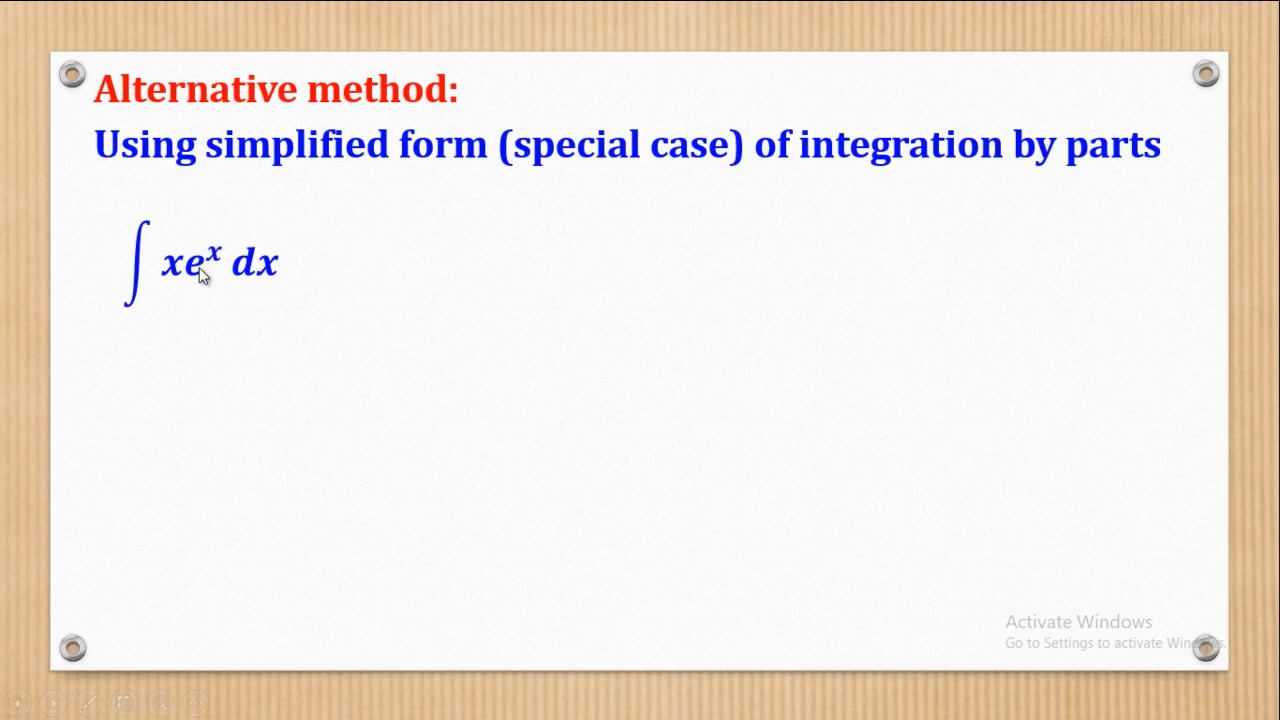 Alternative method:
Using simplified form (special case) of integration by parts
∫ xeˣ dx
Activate Windows
Go to Settings to activate Windows.